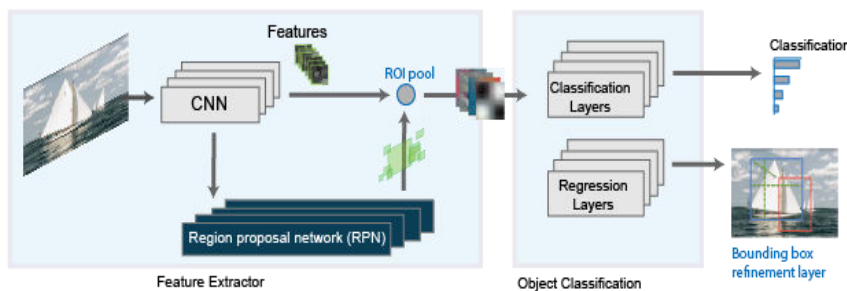 Features
ROI pool
CNN
Region proposal network (RPN)
Feature Extractor
Classification
Classification
Layers
Regression
Layers
Bounding box
refinement layer
Object Classification